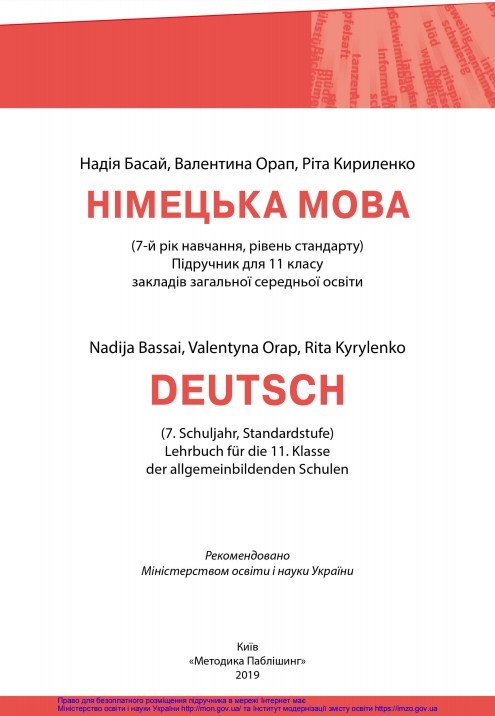 Надія Басай, Валентина Орап, Ріта Кириленко
НІМЕЦЬКА МОВА
(7-й рік навчання, рівень стандарту)
Підручник для 11 класу
закладів загальної середньої освіти
Nadija Bassai, Valentyna Orap, Rita Kyrylenko
DEUTSCH
(7. Schuljahr, Standardstufe)
Lehrbuch für die 11. Klasse
der allgemeinbildenden Schulen
Рекомендовано
Міністерством освіти і науки України
Київ
«Методика Паблішинг»
2019
Право для безоплатного розміщення підручника в мережі Інтернет має
Міністерство освіти і науки України http://mon.gov.ua/ та Інститут модернізації змісту освіти https://imzo.gov.ua